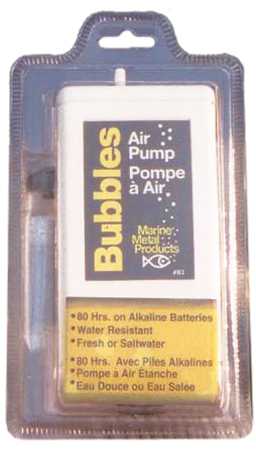 Bubbles
Air
Pump
Pompe
à Air
Marine
Metal
Products
•80 Hrs. on Alkaline Batteries
•Water Resistant
•Fresh or Saltwater
•80 Hrs. Avec Piles Alkalines
•Pompe a Air Étanche
•Eau Douce ou Eau Salée